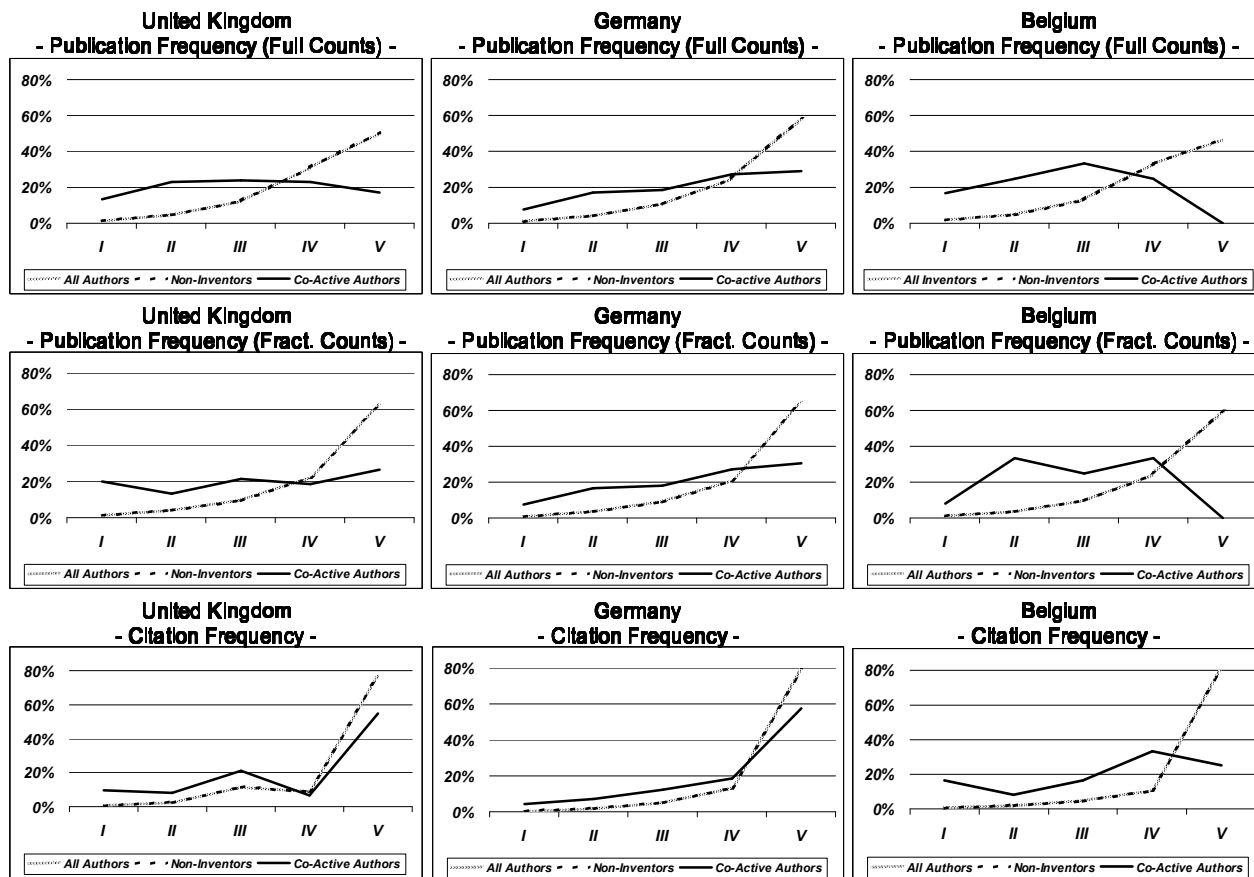 United Kingdom
- Publication Frequency (Full Counts) -
80%
60%
40%
20%
0%
I II III IV V
All Authors Non-Inventors Co-Active Authors
Germany
- Publication Frequency (Full Counts) -
80%
60%
40%
20%
0%
I II III IV V
All Authors Non-Inventors Co-active Authors
Belgium
- Publication Frequency (Full Counts) -
80%
60%
40%
20%
0%
I II III IV V
All Inventors Non-Inventors Co-Active Authors
United Kingdom
- Publication Frequency (Fract. Counts) -
80%
60%
40%
20%
0%
I II III IV V
All Authors Non-Inventors Co-Active Authors
Germany
- Publication Frequency (Fract. Counts) -
80%
60%
40%
20%
0%
I II III IV V
All Authors Non-Inventors Co-Active Authors
Belgium
- Publication Frequency (Fract. Counts) -
80%
60%
40%
20%
0%
I II III IV V
All Authors Non-Inventors Co-Active Authors
United Kingdom
- Citation Frequency -
80%
60%
40%
20%
0%
I II III IV V
All Authors Non-Inventors Co-Active Authors
Germany
- Citation Frequency -
80%
60%
40%
20%
0%
I II III IV V
All Authors Non-Inventors Co-Active Authors
Belgium
- Citation Frequency -
80%
60%
40%
20%
0%
I II III IV V
All Authors Non-Inventors Co-Active Authors